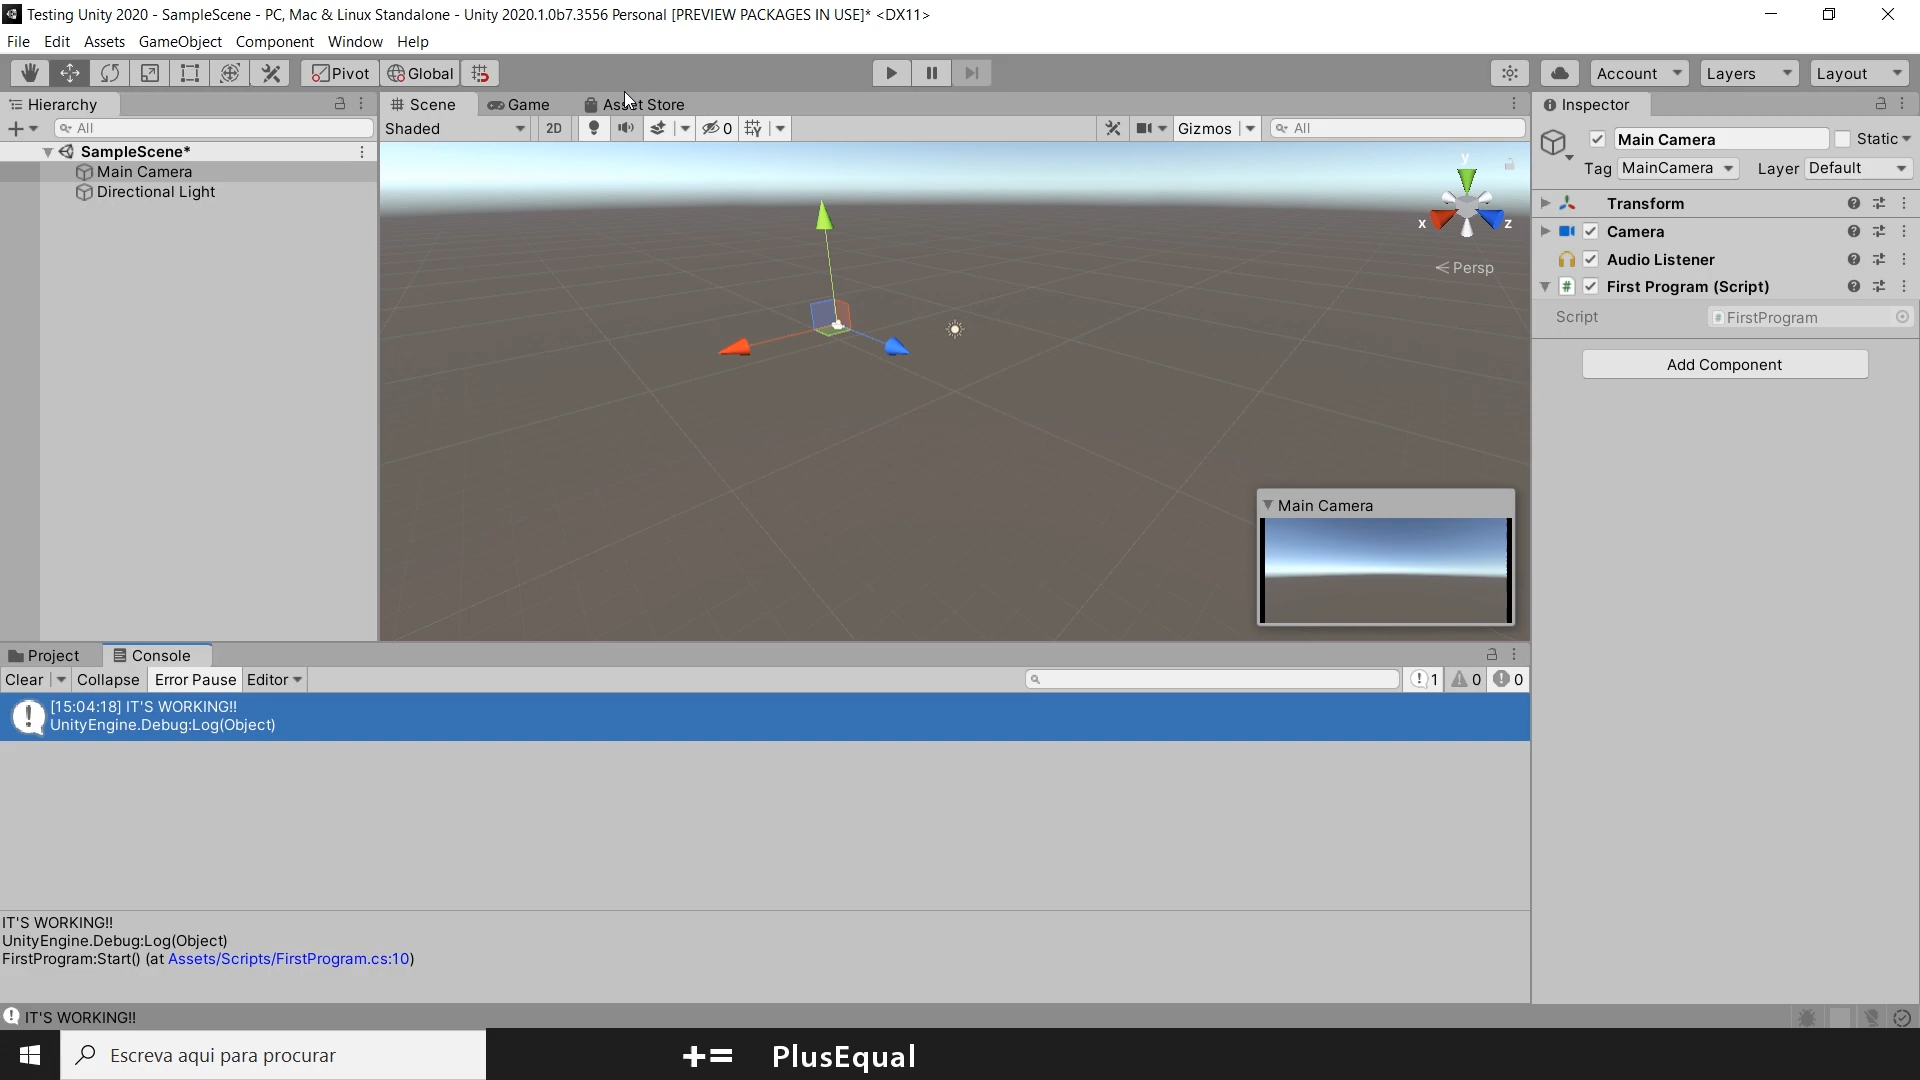 Testing Unity 2020 - SampleScene - PC, Mac & Linux Standalone - Unity 2020.1.0b7.3556 Personal [PREVIEW PACKAGES IN USE]* <DX11>
File Edit Assets GameObject Component Window Help
Pivot Global Account Layers Layout
Hierarchy
All
SampleScene*
Main Camera
Directional Light
Scene Game Asset Store
Shaded 2D 0 Gizmos All
y
x z
Persp
Main Camera
Inspector
Main Camera Static
Tag MainCamera Layer Default
Transform
Camera
Audio Listener
# First Program (Script)
Script # FirstProgram
Add Component
Project Console
Clear Collapse Error Pause Editor 1 0 0
[15:04:18] IT'S WORKING!!
UnityEngine.Debug:Log(Object)
IT'S WORKING!!
UnityEngine.Debug:Log(Object)
FirstProgram:Start() (at Assets/Scripts/FirstProgram.cs:10)
IT'S WORKING!!
Escreva aqui para procurar
+= PlusEqual